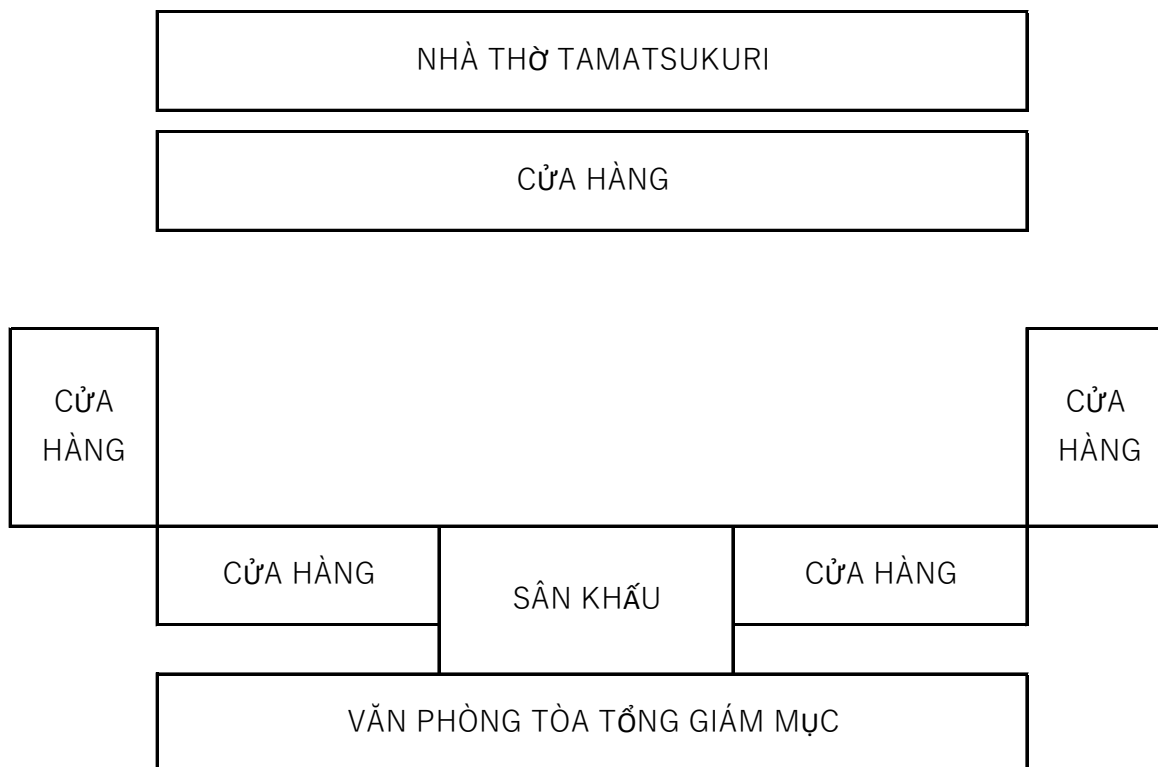 NHÀ THỜ TAMATSUKURI
CỬA HÀNG
CỬA
HÀNG
CỬA
HÀNG
CỬA HÀNG
SÂN KHẤU
CỬA HÀNG
VĂN PHÒNG TÒA TỔNG GIÁM MỤC